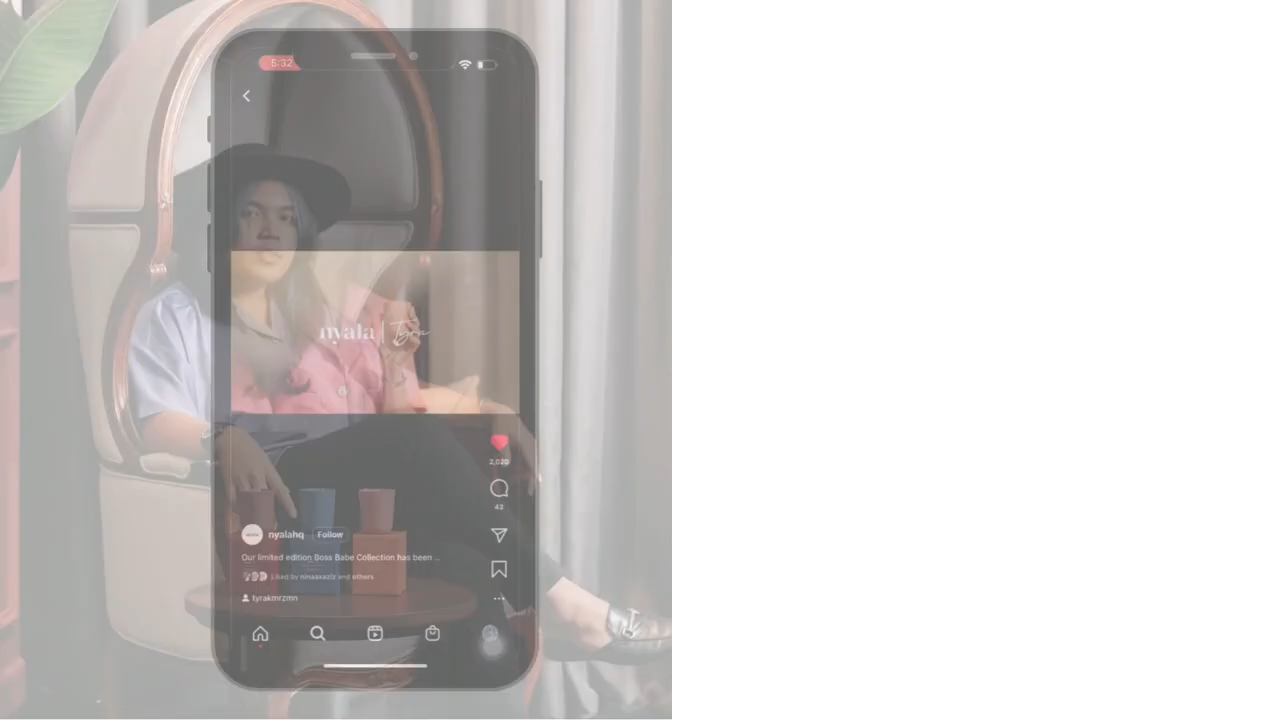 5:32
nyala | Tyra
2,020
43
nyalahq Follow
Our limited edition Boss Babe Collection has been ...
Liked by ninaaxaziz and others
tyrakmrzmn